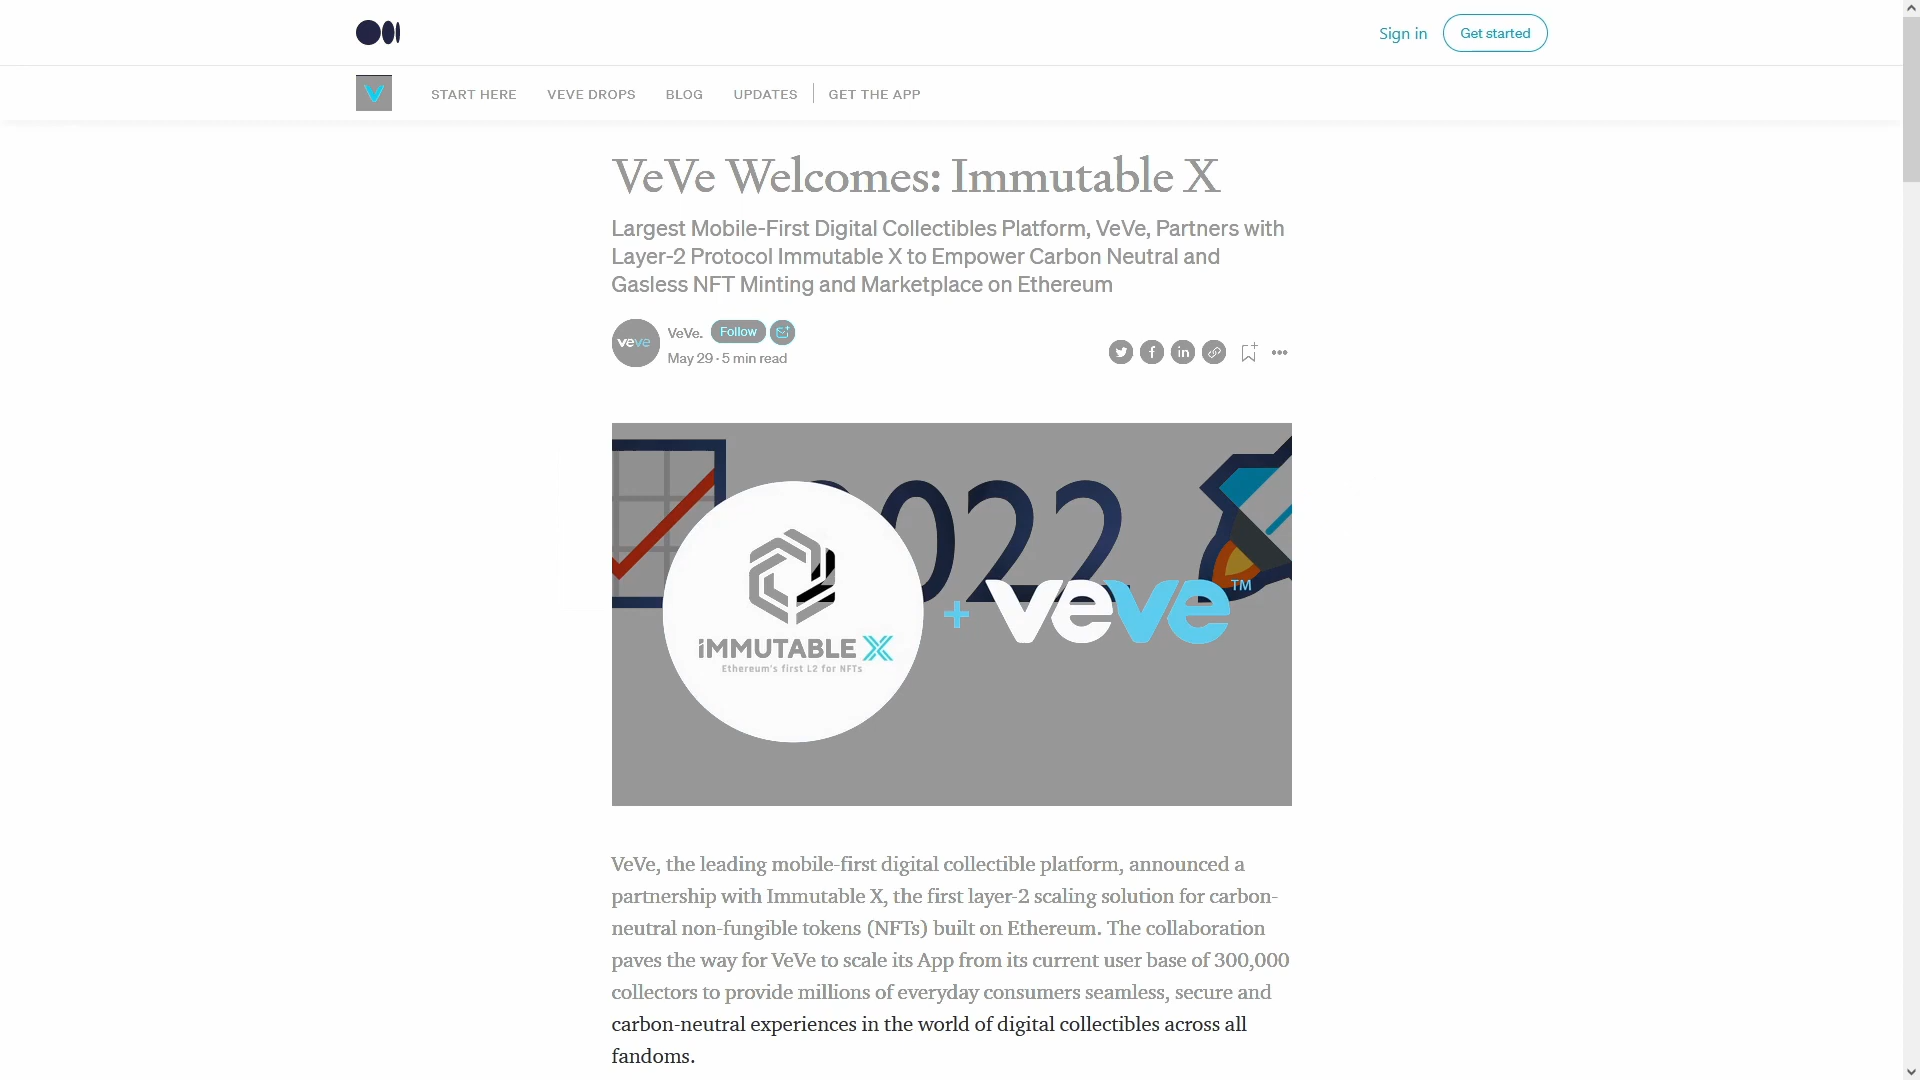 Sign in
Get started
START HERE
VEVE DROPS
BLOG
UPDATES
GET THE APP
VeVe Welcomes: Immutable X
Largest Mobile-First Digital Collectibles Platform, VeVe, Partners with
Layer-2 Protocol Immutable X to Empower Carbon Neutral and
Gasless NFT Minting and Marketplace on Ethereum
veve
VeVe.
Follow
May 29 · 5 min read
2022
iMMUTABLE X
Ethereum's first L2 for NFTs
+ veve™
VeVe, the leading mobile-first digital collectible platform, announced a
partnership with Immutable X, the first layer-2 scaling solution for carbon-
neutral non-fungible tokens (NFTs) built on Ethereum. The collaboration
paves the way for VeVe to scale its App from its current user base of 300,000
collectors to provide millions of everyday consumers seamless, secure and
carbon-neutral experiences in the world of digital collectibles across all
fandoms.